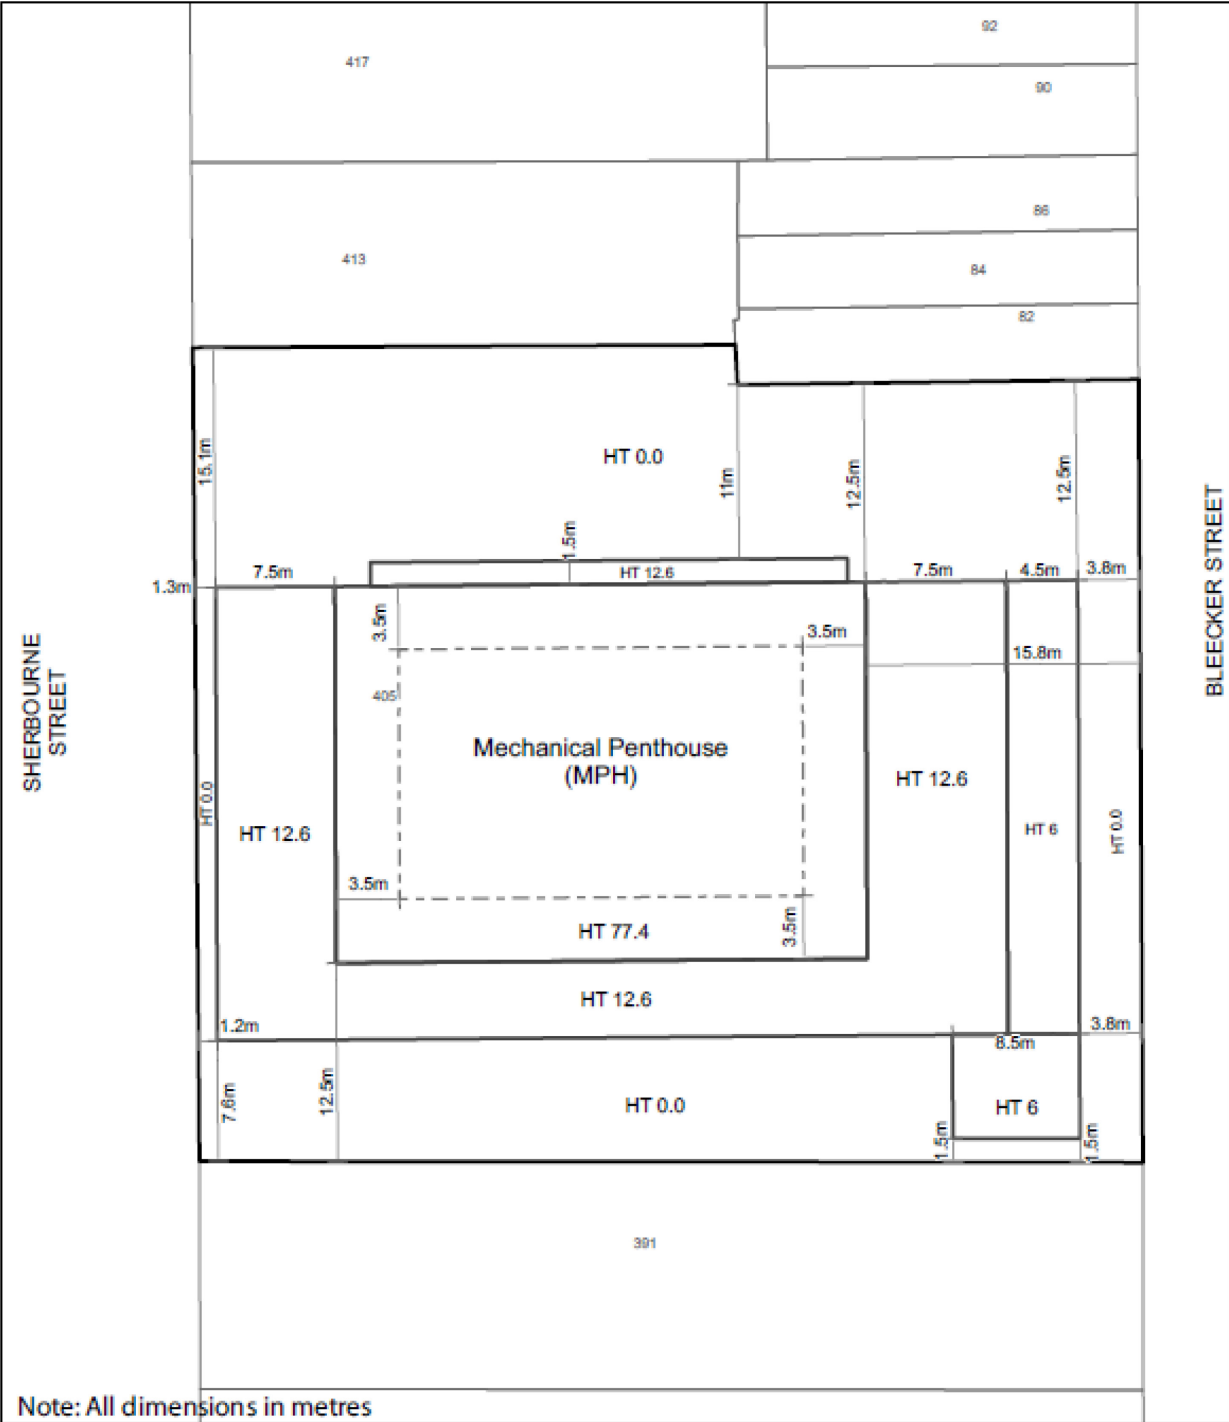 417
92
90
413
86
84
82
15.1m
HT 0.0
11m
12.5m
12.5m
1.5m
1.3m
7.5m
HT 12.6
7.5m
4.5m
3.8m
3.5m
3.5m
15.8m
405
SHERBOURNE
STREET
BLEECKER STREET
Mechanical Penthouse
(MPH)
HT 0.0
HT 12.6
HT 12.6
HT 6
HT 0.0
3.5m
HT 77.4
3.5m
HT 12.6
1.2m
3.8m
8.5m
7.6m
12.5m
HT 0.0
HT 6
1.5m
1.5m
391
Note: All dimensions in metres